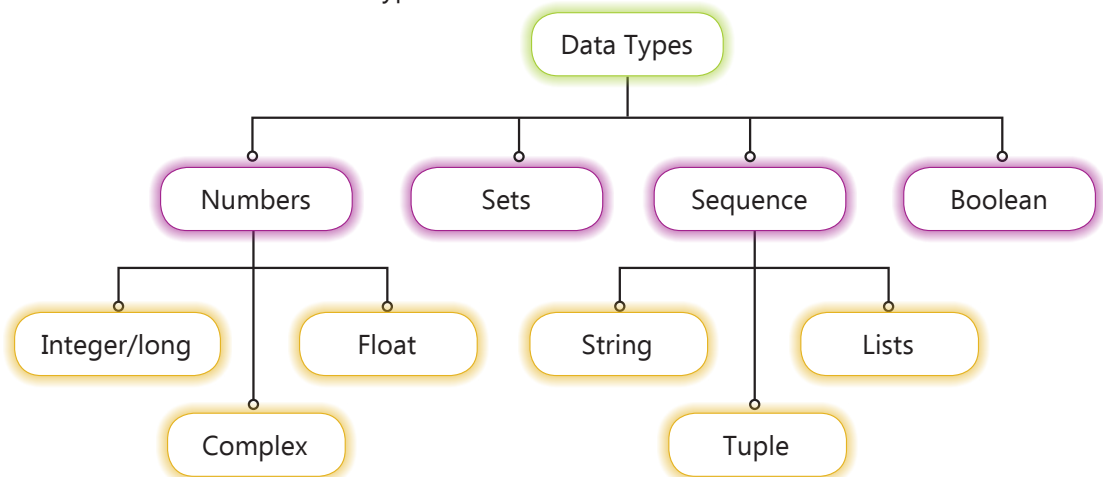 Data Types
Numbers Sets Sequence Boolean
Integer/long Float String Lists
Complex Tuple